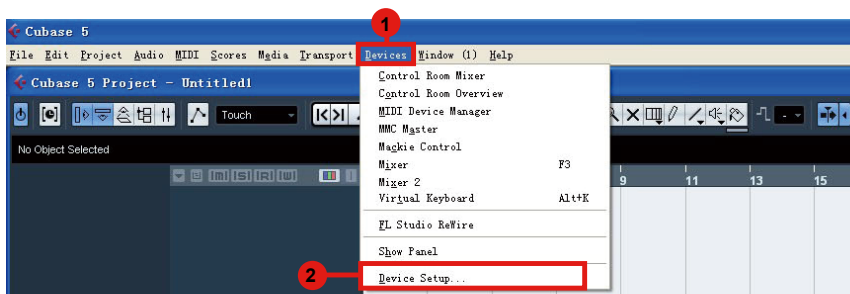 1
Cubase 5
File Edit Project Audio MIDI Scores Media Transport Devices Window (1) Help
Cubase 5 Project - Untitled1
Control Room Mixer
Control Room Overview
MIDI Device Manager
MMC Master
Mackie Control
Mixer F3
Mixer 2
Virtual Keyboard Alt+K
FL Studio ReWire
Show Panel
2
Device Setup...
Touch
No Object Selected
m S R W
9 11 13 15